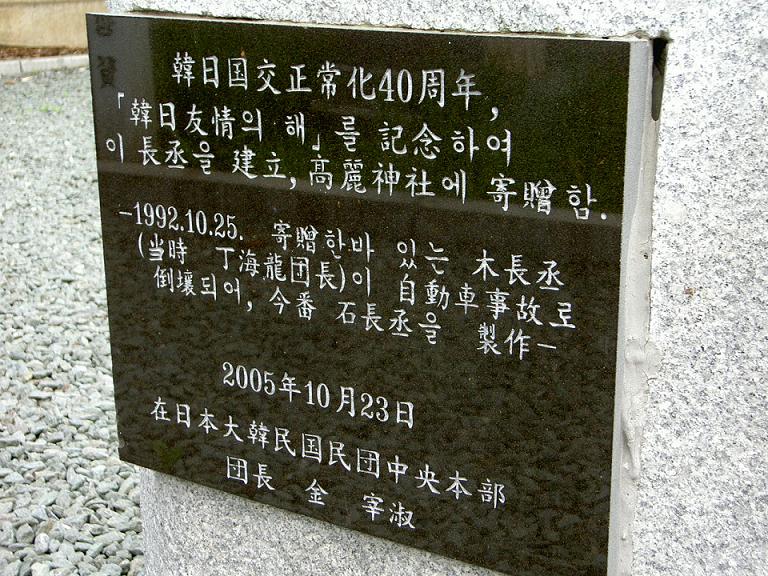 韓日国交正常化40周年,
「韓日友情의 해」를 記念하여
이 長丞을 建立, 高麗神社에 寄贈함.
-1992.10.25. 寄贈한바 있는 木長丞
(当時 丁海龍団長)이 自動車事故로
倒壊되어, 今番 石長丞을 製作-
2005年10月23日
在日本大韓民国民団中央本部
団長 金 宰淑